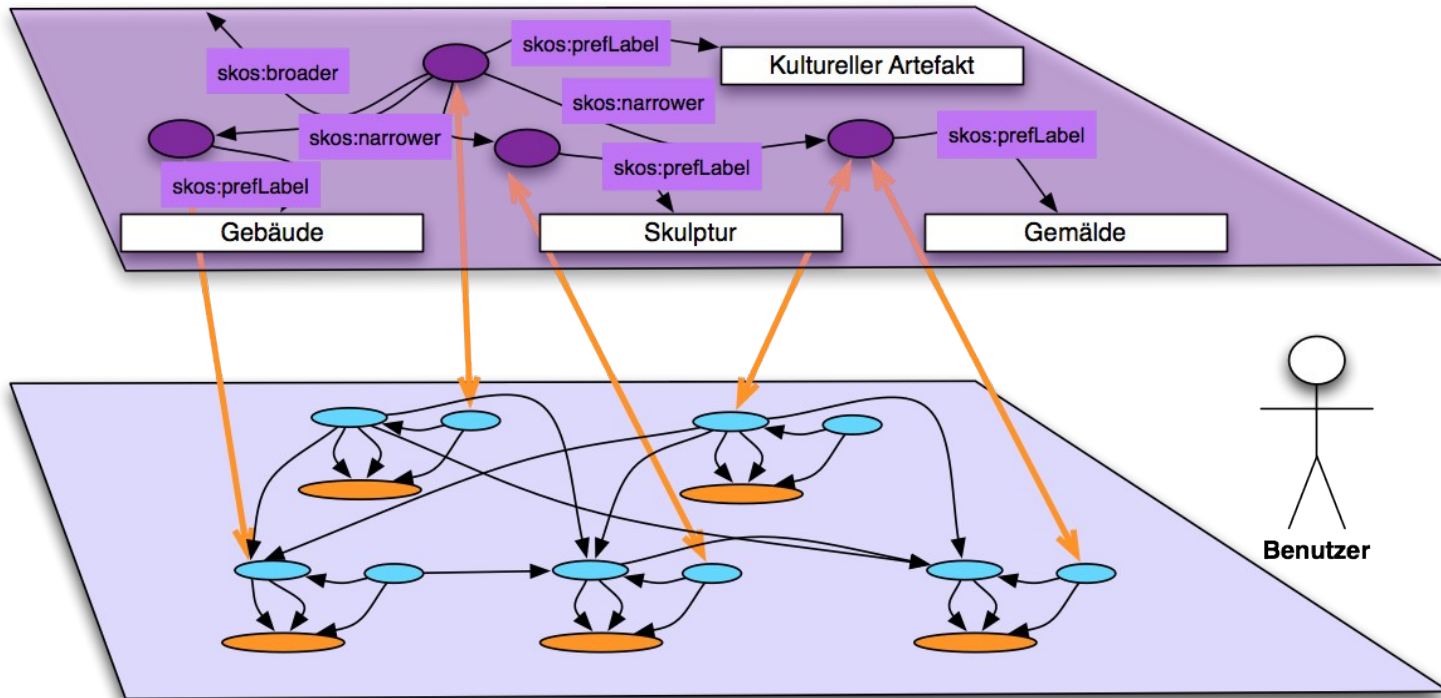 skos:prefLabel
Kultureller Artefakt
skos:broader
skos:narrower
skos:narrower
skos:prefLabel
skos:prefLabel
skos:prefLabel
Gebäude
Skulptur
Gemälde
Benutzer